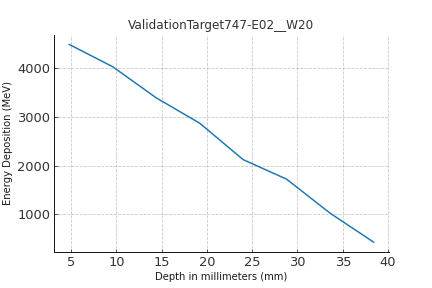 ValidationTarget747-E02__W20
Energy Deposition (MeV)
4000
3000
2000
1000
5 10 15 20 25 30 35 40
Depth in millimeters (mm)